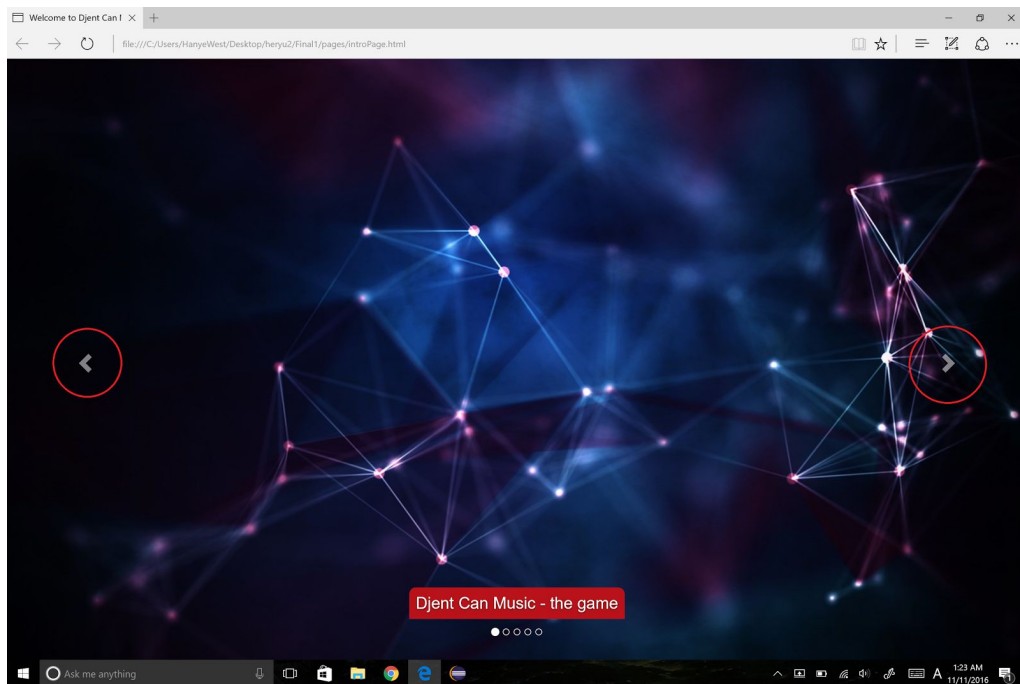 Welcome to Djent Can M
file:///C:/Users/HanyeWest/Desktop/heryu2/Final1/pages/introPage.html
Djent Can Music - the game
Ask me anything
A
1:23 AM
11/11/2016
1